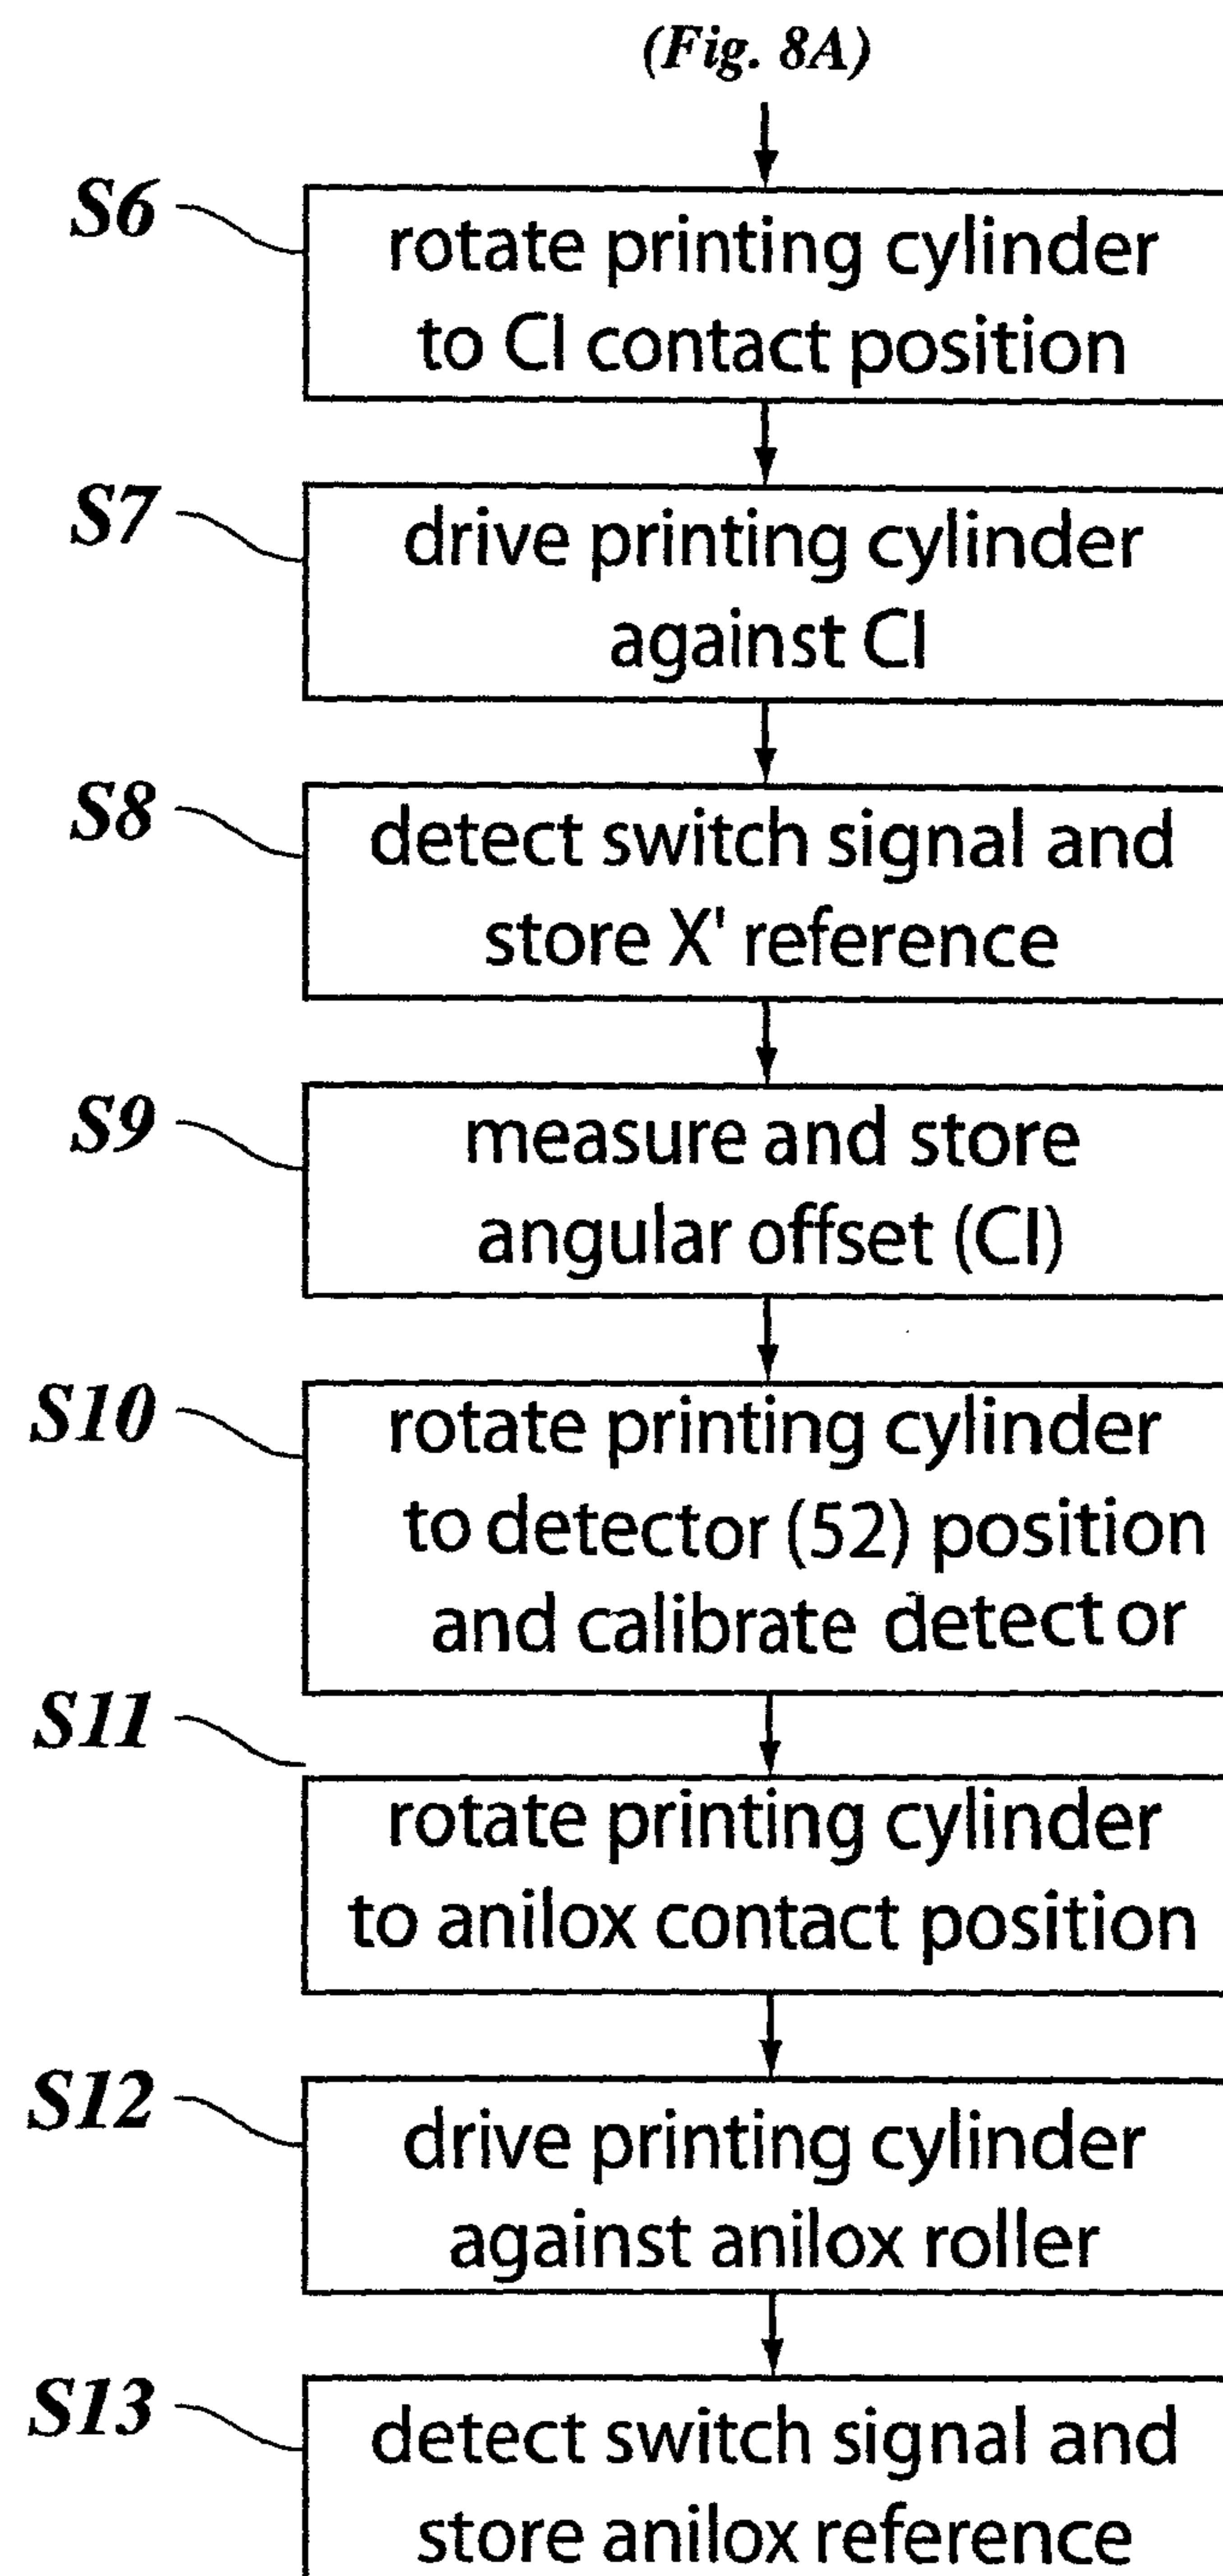 (Fig. 8A)
S6
rotate printing cylinder
to CI contact position
S7
drive printing cylinder
against CI
S8
detect switch signal and
store X' reference
S9
measure and store
angular offset (CI)
S10
rotate printing cylinder
to detector (52) position
and calibrate detector
S11
rotate printing cylinder
to anilox contact position
S12
drive printing cylinder
against anilox roller
S13
detect switch signal and
store anilox reference